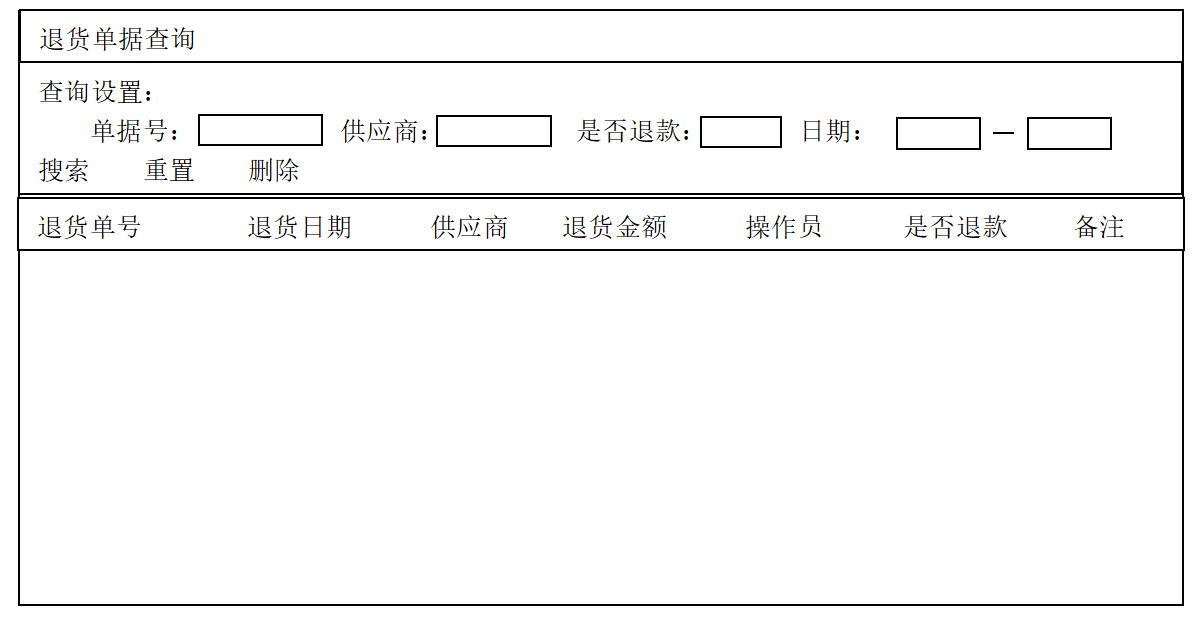 退货单据查询
查询设置：
单据号： 供应商： 是否退款： 日期： —
搜索 重置 删除
退货单号 退货日期 供应商 退货金额 操作员 是否退款 备注